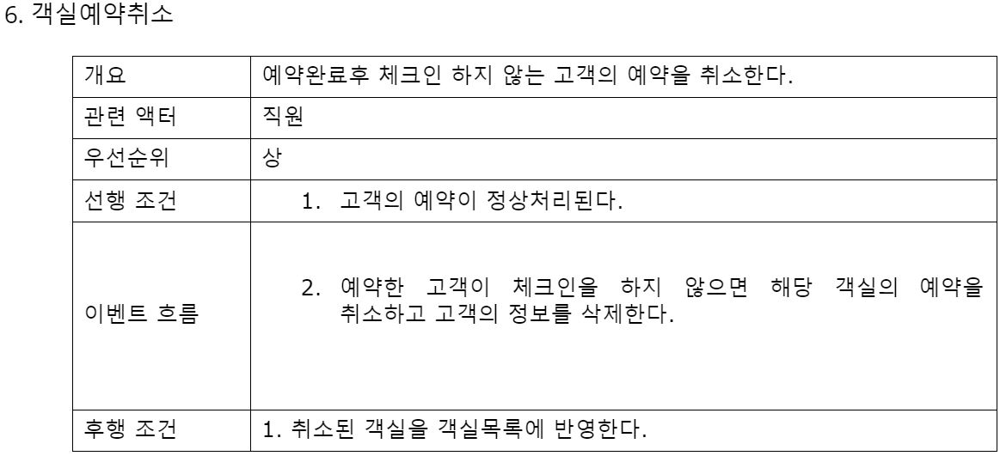 6. 객실예약취소
개요
예약완료후 체크인 하지 않는 고객의 예약을 취소한다.
관련 액터
직원
우선순위
상
선행 조건
1. 고객의 예약이 정상처리된다.
이벤트 흐름
2. 예약한 고객이 체크인을 하지 않으면 해당 객실의 예약을
취소하고 고객의 정보를 삭제한다.
후행 조건
1. 취소된 객실을 객실목록에 반영한다.